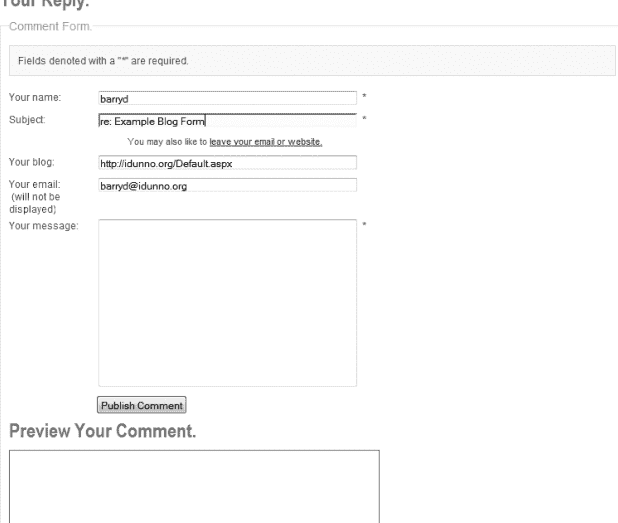 Your Reply.
Comment Form.
Fields denoted with a "*" are required.
Your name: barryd *
Subject: re: Example Blog Form *
You may also like to leave your email or website.
Your blog: http://idunno.org/Default.aspx
Your email: barryd@idunno.org
(will not be
displayed)
Your message: *
Publish Comment
Preview Your Comment.